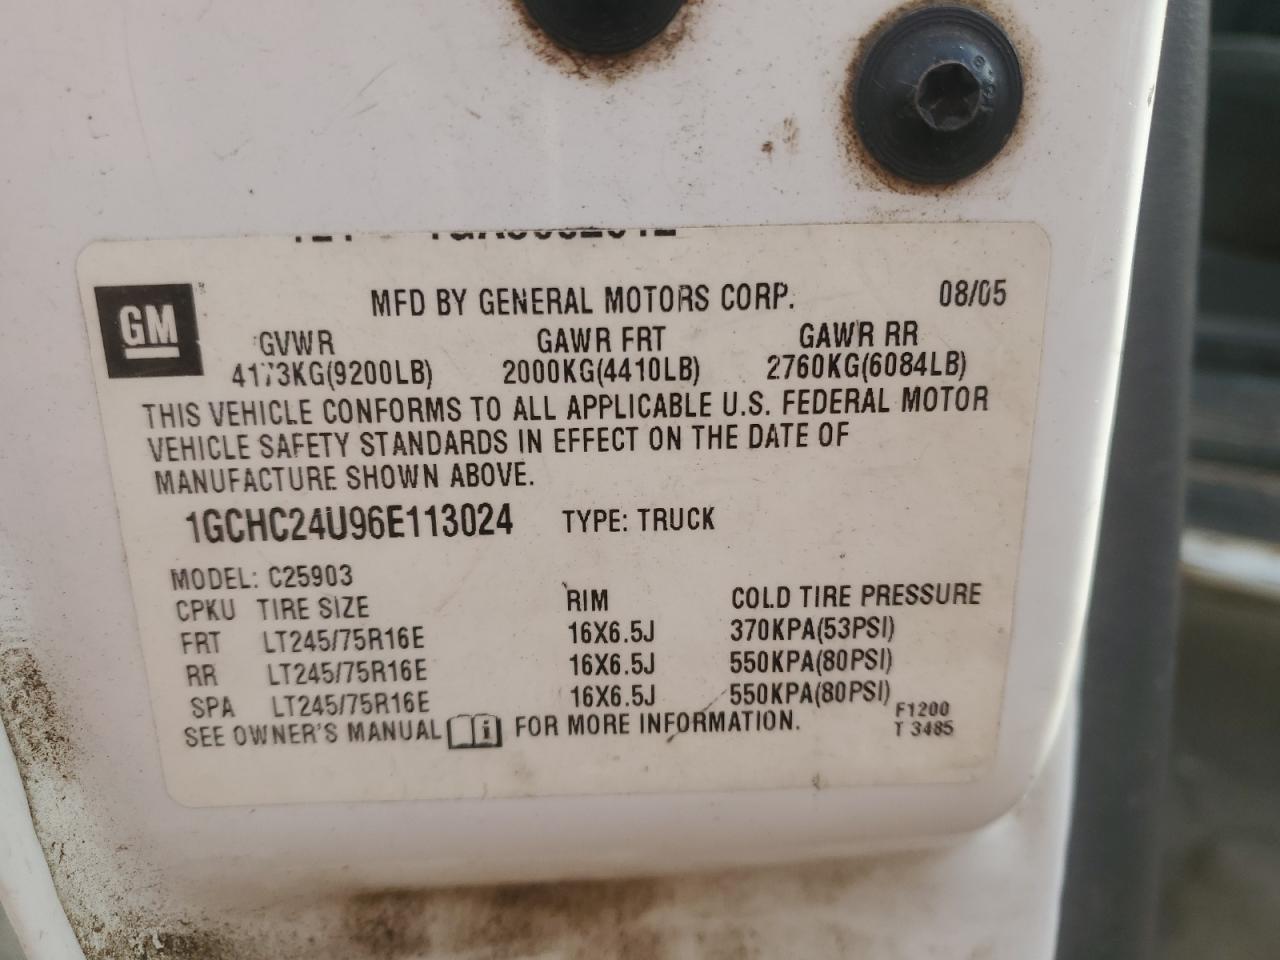 GM
MFD BY GENERAL MOTORS CORP. 08/05
GVWR GAWR FRT GAWR RR
4173KG(9200LB) 2000KG(4410LB) 2760KG(6084LB)
THIS VEHICLE CONFORMS TO ALL APPLICABLE U.S. FEDERAL MOTOR
VEHICLE SAFETY STANDARDS IN EFFECT ON THE DATE OF
MANUFACTURE SHOWN ABOVE.
1GCHC24U96E113024 TYPE: TRUCK
MODEL: C25903
CPKU TIRE SIZE RIM COLD TIRE PRESSURE
FRT LT245/75R16E 16X6.5J 370KPA(53PSI)
RR LT245/75R16E 16X6.5J 550KPA(80PSI)
SPA LT245/75R16E 16X6.5J 550KPA(80PSI)
SEE OWNER'S MANUAL i FOR MORE INFORMATION.
F1200
T 3485